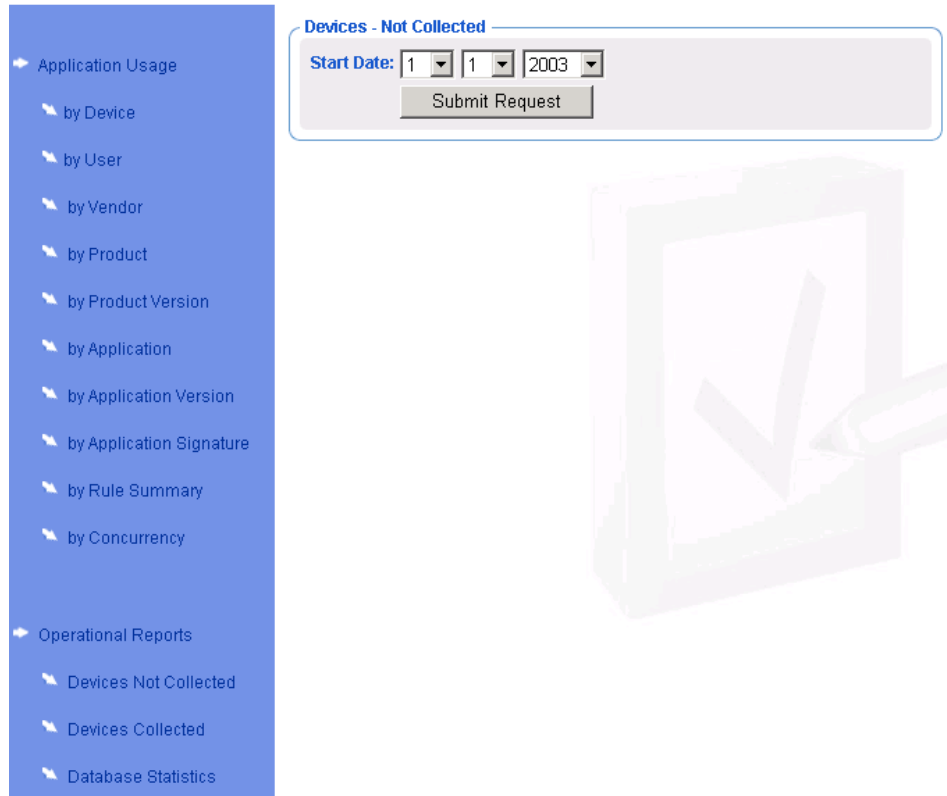 Application Usage
by Device
by User
by Vendor
by Product
by Product Version
by Application
by Application Version
by Application Signature
by Rule Summary
by Concurrency
Operational Reports
Devices Not Collected
Devices Collected
Database Statistics
Devices - Not Collected
Start Date: 1 1 2003
Submit Request